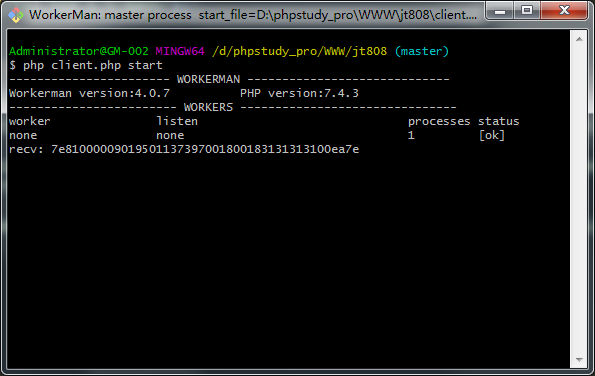 WorkerMan: master process start_file=D:\phpstudy_pro\WWW\jt808\client....
Administrator@GM-002 MINGW64 /d/phpstudy_pro/WWW/jt808 (master)
$ php client.php start
----------------------- WORKERMAN -----------------------------
Workerman version:4.0.7          PHP version:7.4.3
------------------------ WORKERS -------------------------------
worker               listen                              processes status
none                 none                                1         [ok]
recv: 7e8100000901950113739700180018313131313100ea7e